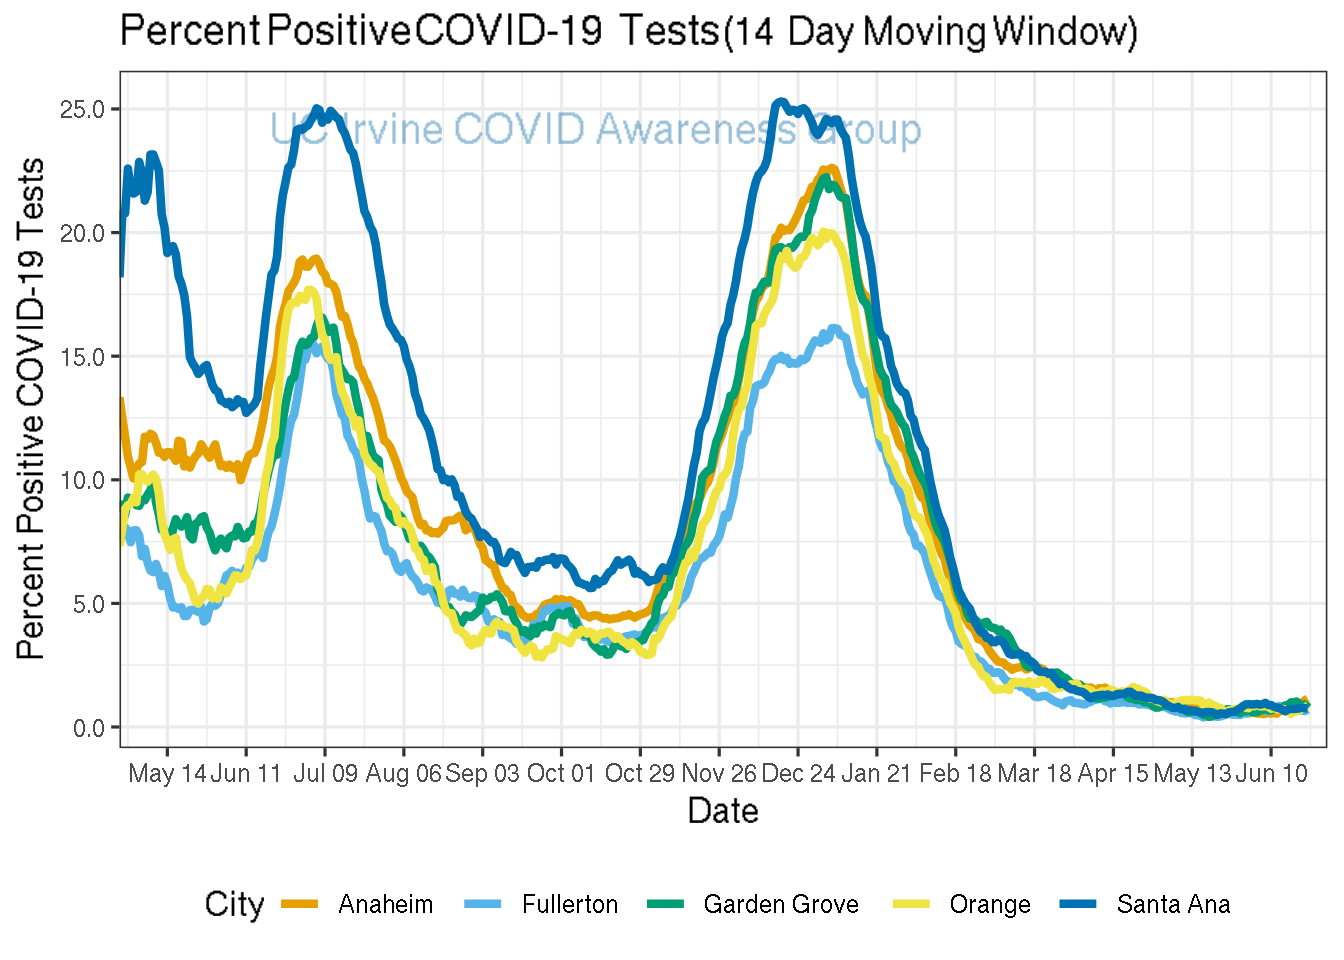 Percent Positive COVID-19 Tests (14 Day Moving Window)
UC Irvine COVID Awareness Group
Percent Positive COVID-19 Tests
25.0
20.0
15.0
10.0
5.0
0.0
May 14 Jun 11 Jul 09 Aug 06 Sep 03 Oct 01 Oct 29 Nov 26 Dec 24 Jan 21 Feb 18 Mar 18 Apr 15 May 13 Jun 10
Date
City Anaheim Fullerton Garden Grove Orange Santa Ana